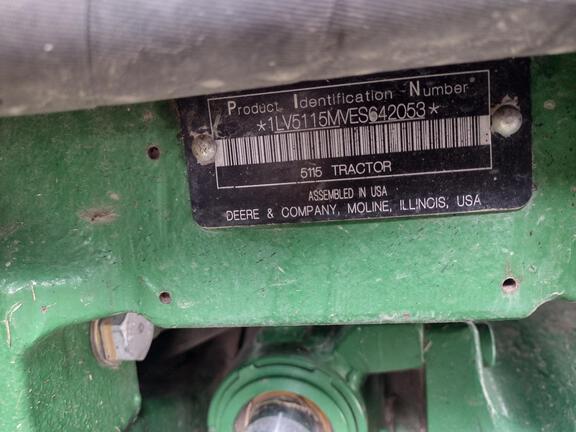 Product Identification Number
*1LV5115MVES642053*
5115 TRACTOR
ASSEMBLED IN USA
DEERE & COMPANY, MOLINE, ILLINOIS, USA